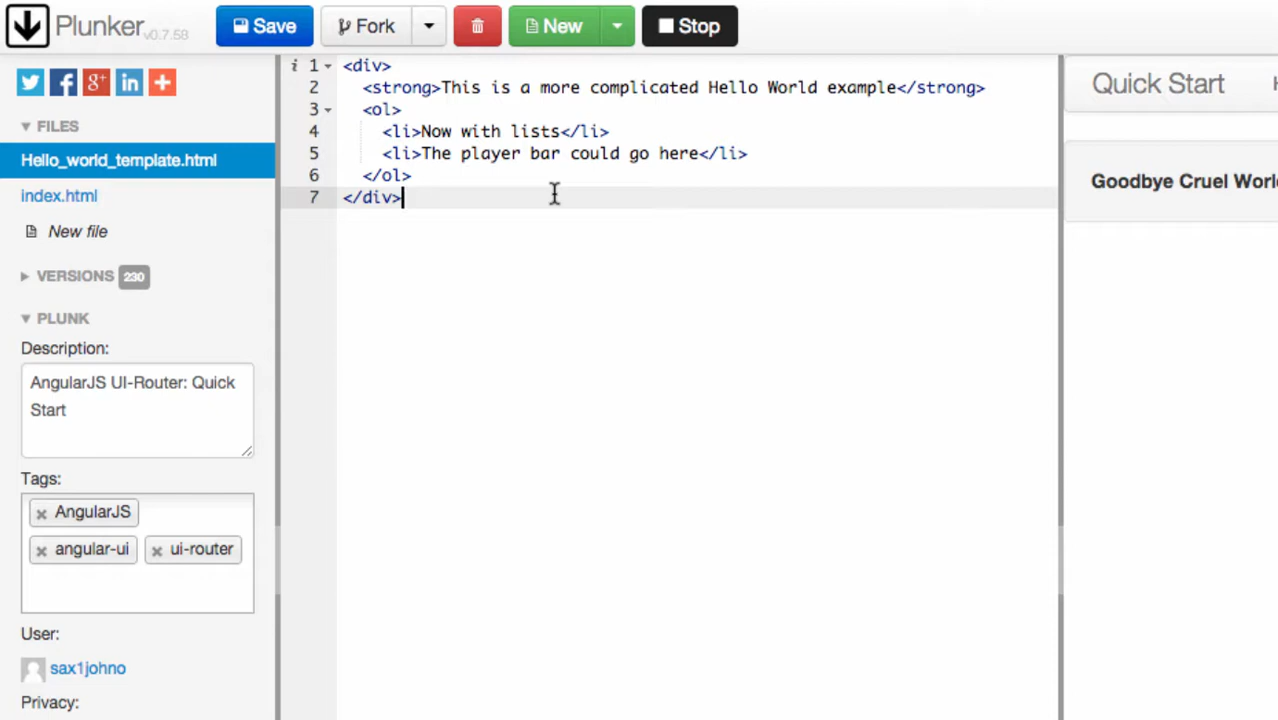 Plunker v0.7.58 Save Fork New Stop
FILES
Hello_world_template.html
index.html
New file
VERSIONS 230
PLUNK
Description:
AngularJS UI-Router: Quick
Start
Tags:
× AngularJS
× angular-ui × ui-router
User:
sax1johno
Privacy:
i 1 <div>
2 <strong>This is a more complicated Hello World example</strong>
3 <ol>
4 <li>Now with lists</li>
5 <li>The player bar could go here</li>
6 </ol>
7 </div>
Quick Start
Goodbye Cruel